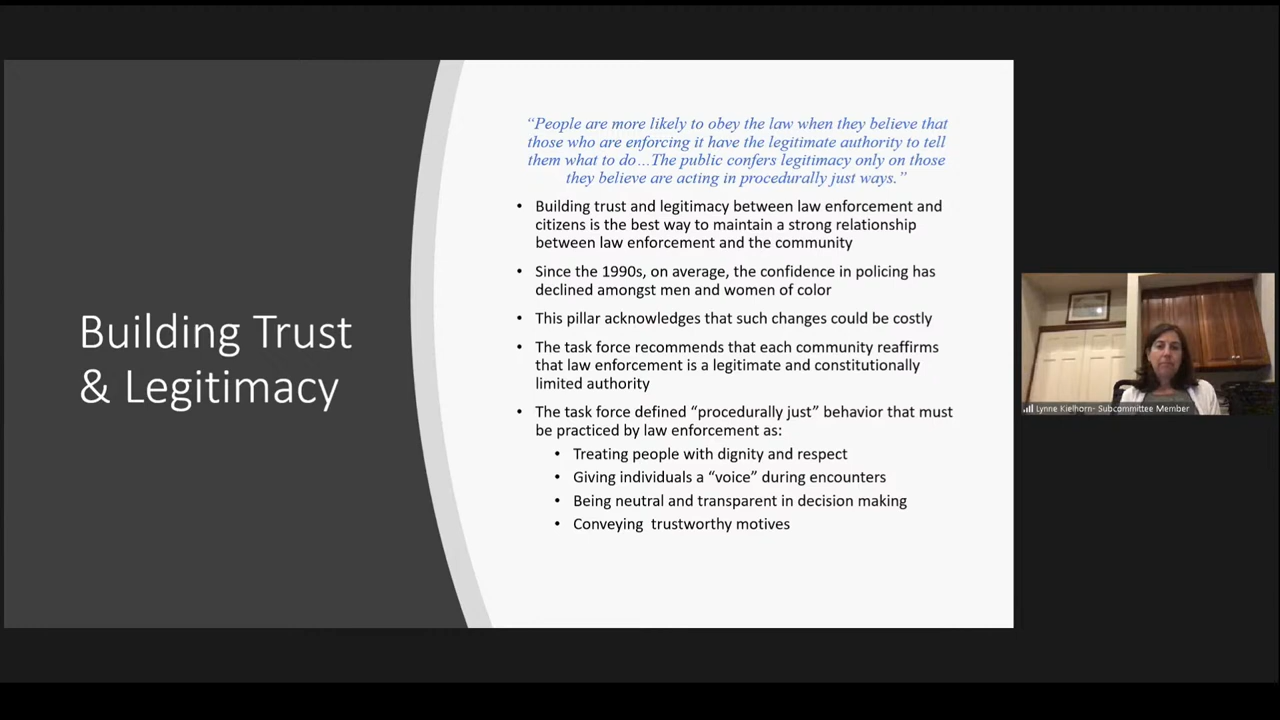 Building Trust
& Legitimacy
“People are more likely to obey the law when they believe that
those who are enforcing it have the legitimate authority to tell
them what to do…The public confers legitimacy only on those
they believe are acting in procedurally just ways.”
• Building trust and legitimacy between law enforcement and
citizens is the best way to maintain a strong relationship
between law enforcement and the community
• Since the 1990s, on average, the confidence in policing has
declined amongst men and women of color
• This pillar acknowledges that such changes could be costly
• The task force recommends that each community reaffirms
that law enforcement is a legitimate and constitutionally
limited authority
• The task force defined “procedurally just” behavior that must
be practiced by law enforcement as:
• Treating people with dignity and respect
• Giving individuals a “voice” during encounters
• Being neutral and transparent in decision making
• Conveying  trustworthy motives
Lynne Kielhorn- Subcommittee Member